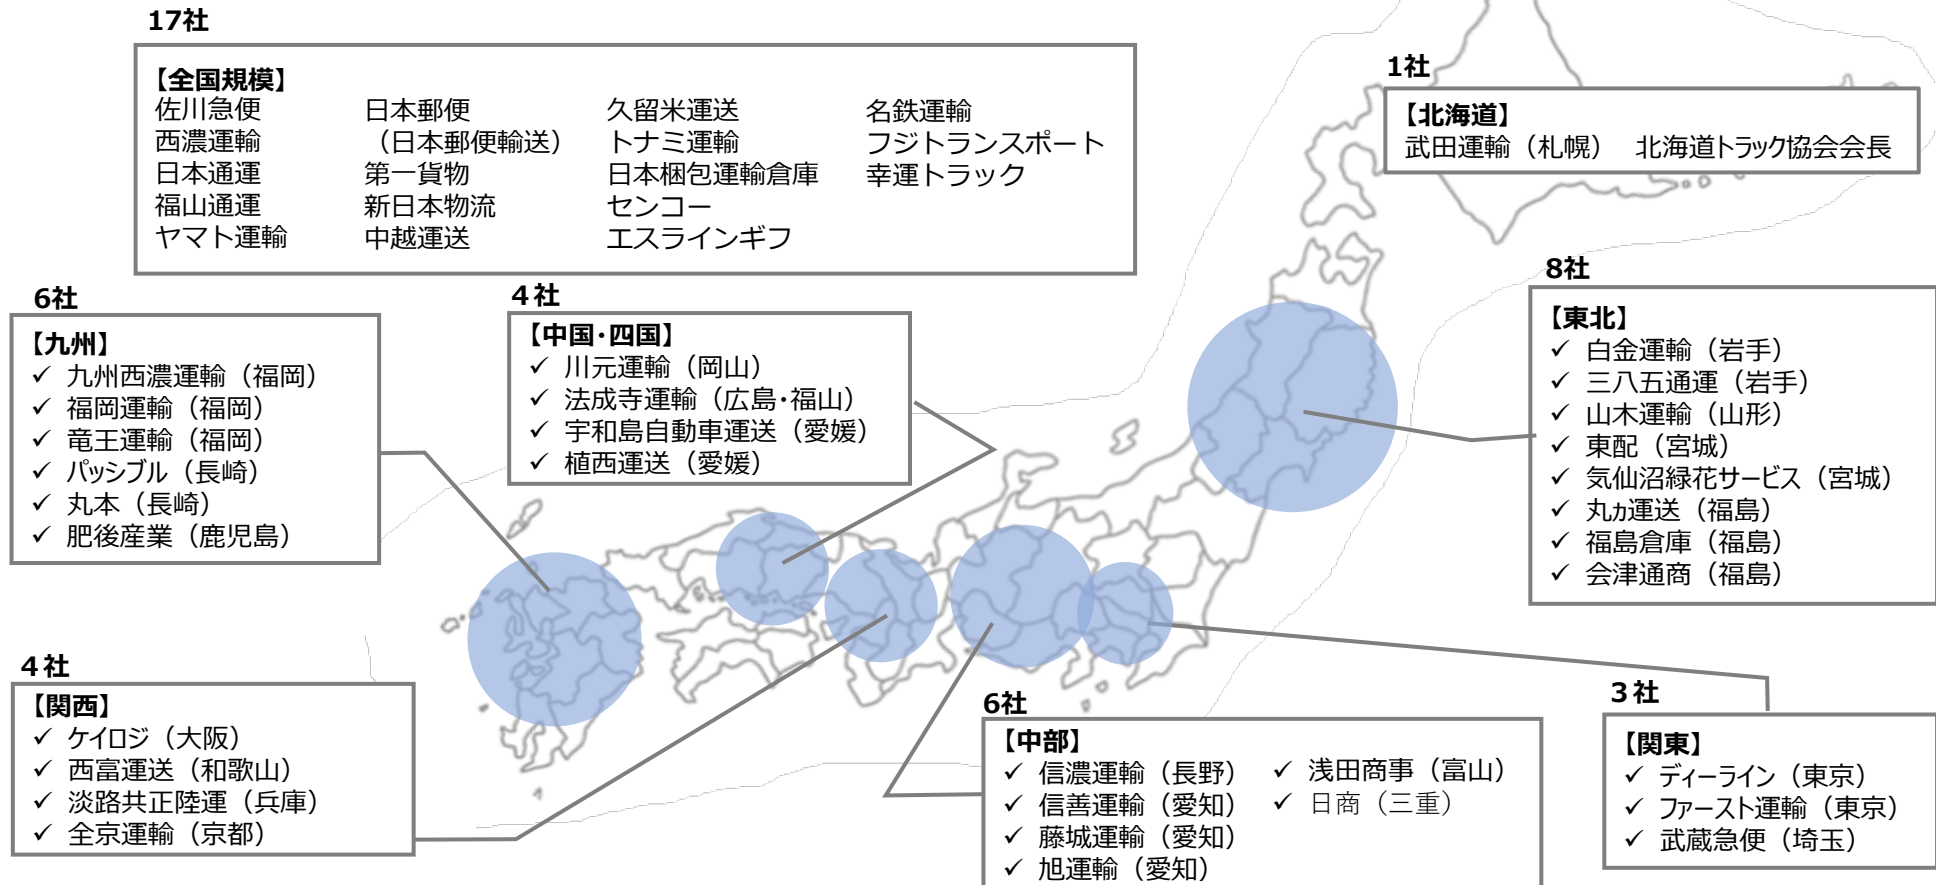 17社
【全国規模】
佐川急便 日本郵便 久留米運送 名鉄運輸
西濃運輸 （日本郵便輸送） トナミ運輸 フジトランスポート
日本通運 第一貨物 日本梱包運輸倉庫 幸運トラック
福山通運 新日本物流 センコー
ヤマト運輸 中越運送 エスラインギフ
1社
【北海道】
武田運輸（札幌） 北海道トラック協会会長
6社
【九州】
✓ 九州西濃運輸（福岡）
✓ 福岡運輸（福岡）
✓ 竜王運輸（福岡）
✓ パッシブル（長崎）
✓ 丸本（長崎）
✓ 肥後産業（鹿児島）
４社
【中国・四国】
✓ 川元運輸（岡山）
✓ 法成寺運輸（広島・福山）
✓ 宇和島自動車運送（愛媛）
✓ 植西運送（愛媛）
8社
【東北】
✓ 白金運輸（岩手）
✓ 三八五通運（岩手）
✓ 山木運輸（山形）
✓ 東配（宮城）
✓ 気仙沼緑花サービス（宮城）
✓ 丸カ運送（福島）
✓ 福島倉庫（福島）
✓ 会津通商（福島）
４社
【関西】
✓ ケイロジ（大阪）
✓ 西富運送（和歌山）
✓ 淡路共正陸運（兵庫）
✓ 全京運輸（京都）
6社
【中部】
✓ 信濃運輸（長野） ✓ 浅田商事（富山）
✓ 信善運輸（愛知） ✓ 日商（三重）
✓ 藤城運輸（愛知）
✓ 旭運輸（愛知）
３社
【関東】
✓ ディーライン（東京）
✓ ファースト運輸（東京）
✓ 武蔵急便（埼玉）